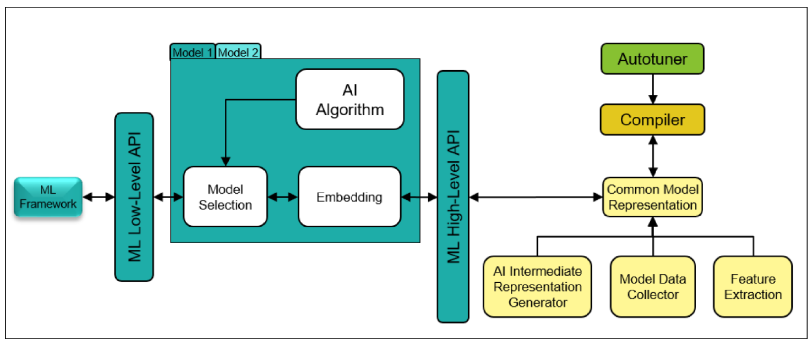 Model 1
Model 2
AI
Algorithm
Autotuner
Compiler
ML
Framework
ML Low-Level API
Model
Selection
Embedding
ML High-Level API
Common Model
Representation
AI Intermediate
Representation
Generator
Model Data
Collector
Feature
Extraction